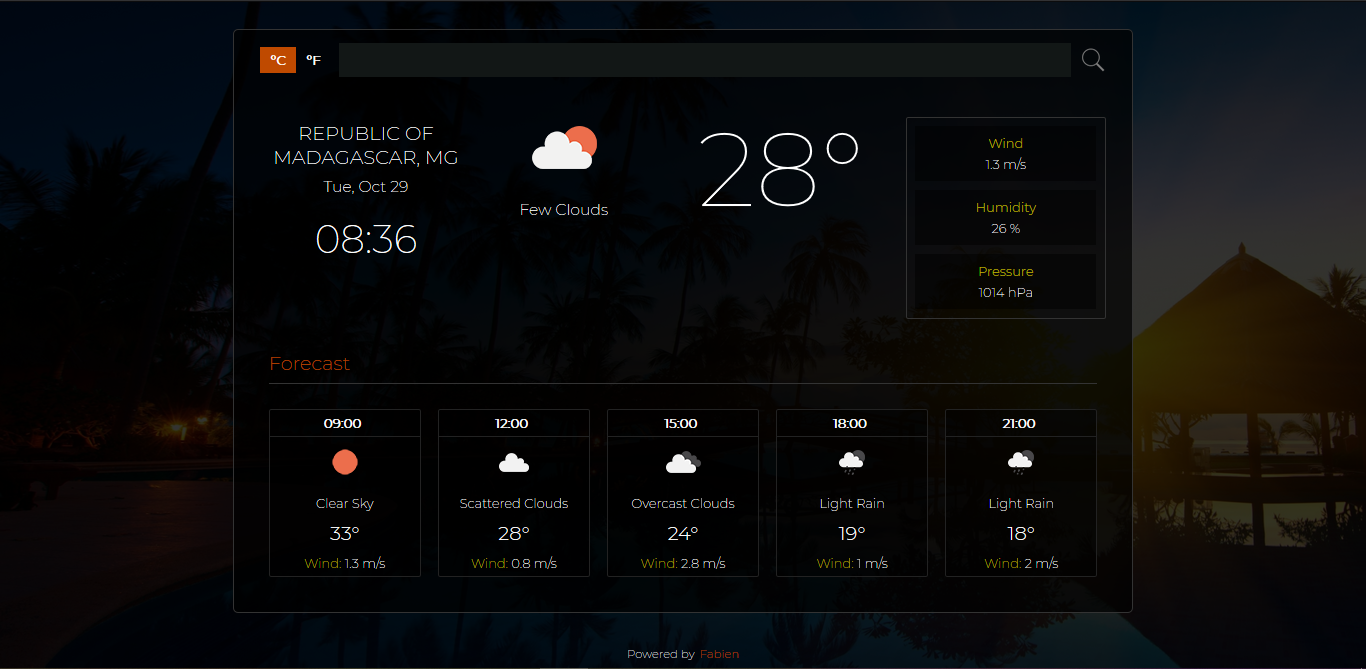 ºC ºF
REPUBLIC OF
MADAGASCAR, MG
Tue, Oct 29
08:36
Few Clouds
28°
Wind
1.3 m/s
Humidity
26 %
Pressure
1014 hPa
Forecast
09:00
Clear Sky
33°
Wind: 1.3 m/s
12:00
Scattered Clouds
28°
Wind: 0.8 m/s
15:00
Overcast Clouds
24°
Wind: 2.8 m/s
18:00
Light Rain
19°
Wind: 1 m/s
21:00
Light Rain
18°
Wind: 2 m/s
Powered by Fabien